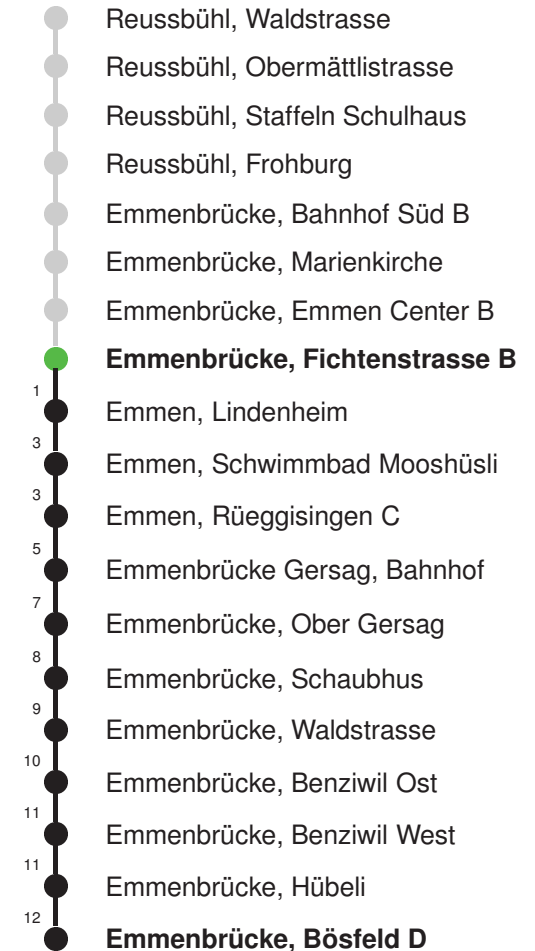 Reussbühl, Waldstrasse
Reussbühl, Obermättlistrasse
Reussbühl, Staffeln Schulhaus
Reussbühl, Frohburg
Emmenbrücke, Bahnhof Süd B
Emmenbrücke, Marienkirche
Emmenbrücke, Emmen Center B
Emmenbrücke, Fichtenstrasse B
1 Emmen, Lindenheim
3 Emmen, Schwimmbad Mooshüsli
3 Emmen, Rüeggisingen C
5 Emmenbrücke Gersag, Bahnhof
7 Emmenbrücke, Ober Gersag
8 Emmenbrücke, Schaubhus
9 Emmenbrücke, Waldstrasse
10 Emmenbrücke, Benziwil Ost
11 Emmenbrücke, Benziwil West
11 Emmenbrücke, Hübeli
12 Emmenbrücke, Bösfeld D